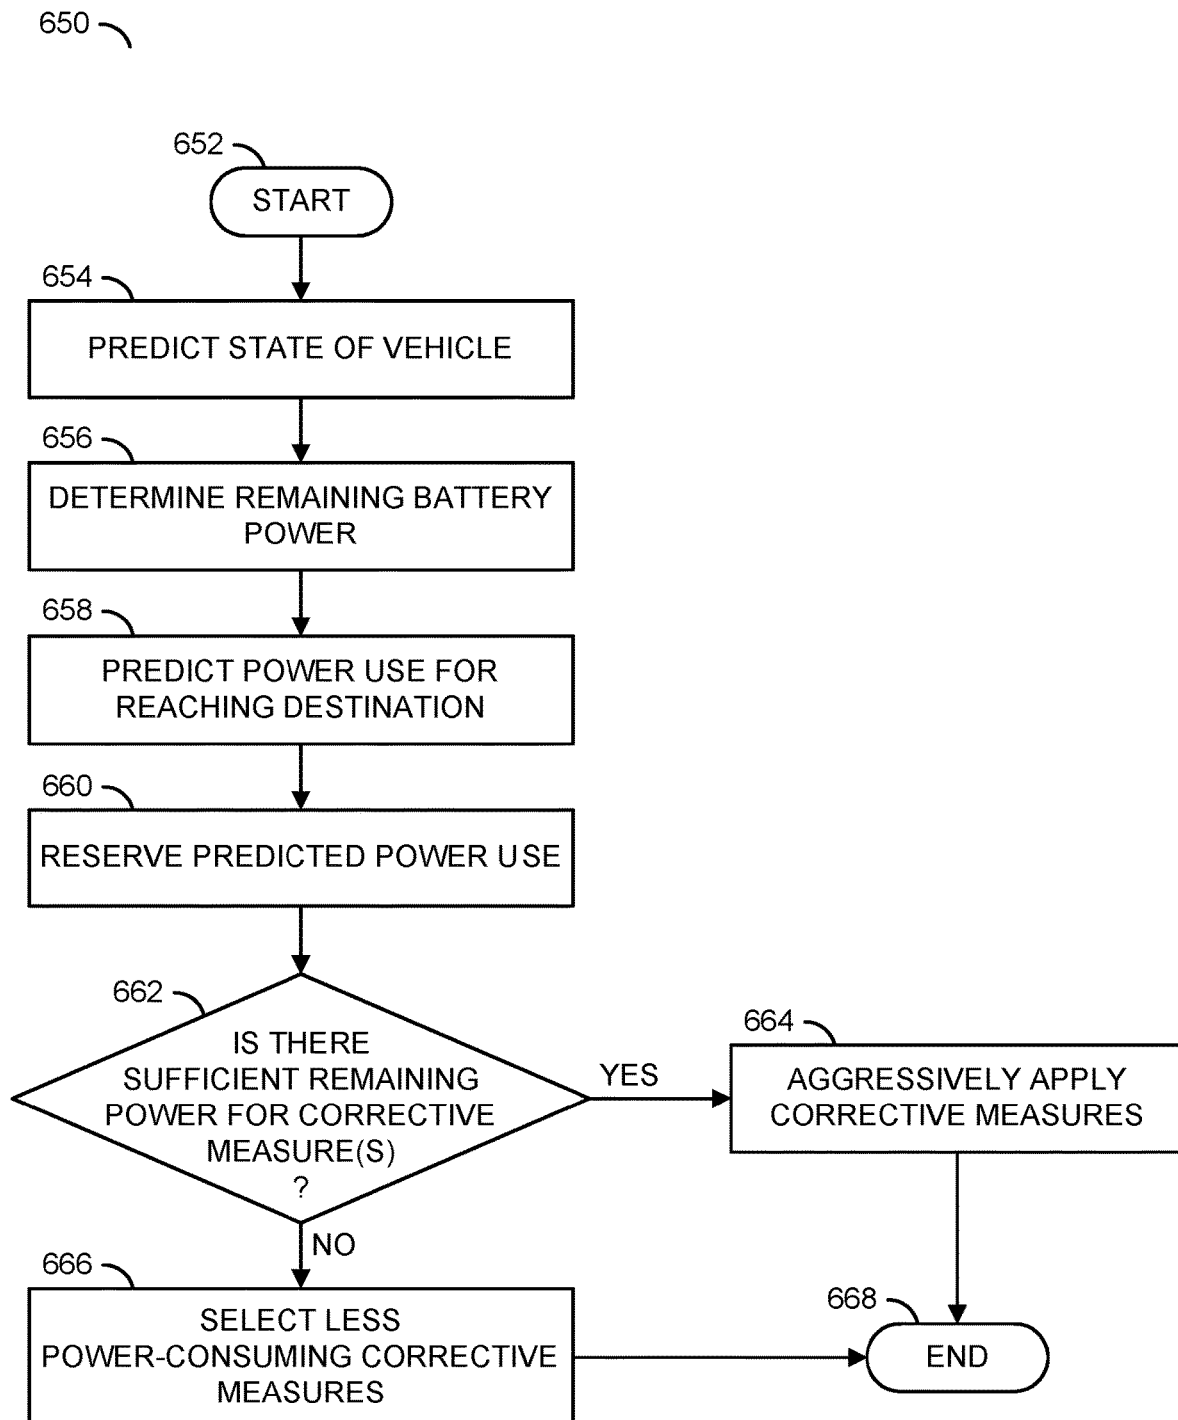 650
652
START
654
PREDICT STATE OF VEHICLE
656
DETERMINE REMAINING BATTERY
POWER
658
PREDICT POWER USE FOR
REACHING DESTINATION
660
RESERVE PREDICTED POWER USE
662
IS THERE
SUFFICIENT REMAINING
POWER FOR CORRECTIVE
MEASURE(S)
?
YES
664
AGGRESSIVELY APPLY
CORRECTIVE MEASURES
NO
666
SELECT LESS
POWER-CONSUMING CORRECTIVE
MEASURES
668
END